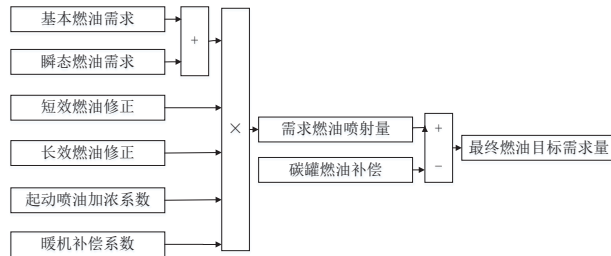 基本燃油需求
+
瞬态燃油需求
短效燃油修正
长效燃油修正
起动喷油加浓系数
暖机补偿系数
×
需求燃油喷射量
碳罐燃油补偿
+
−
最终燃油目标需求量